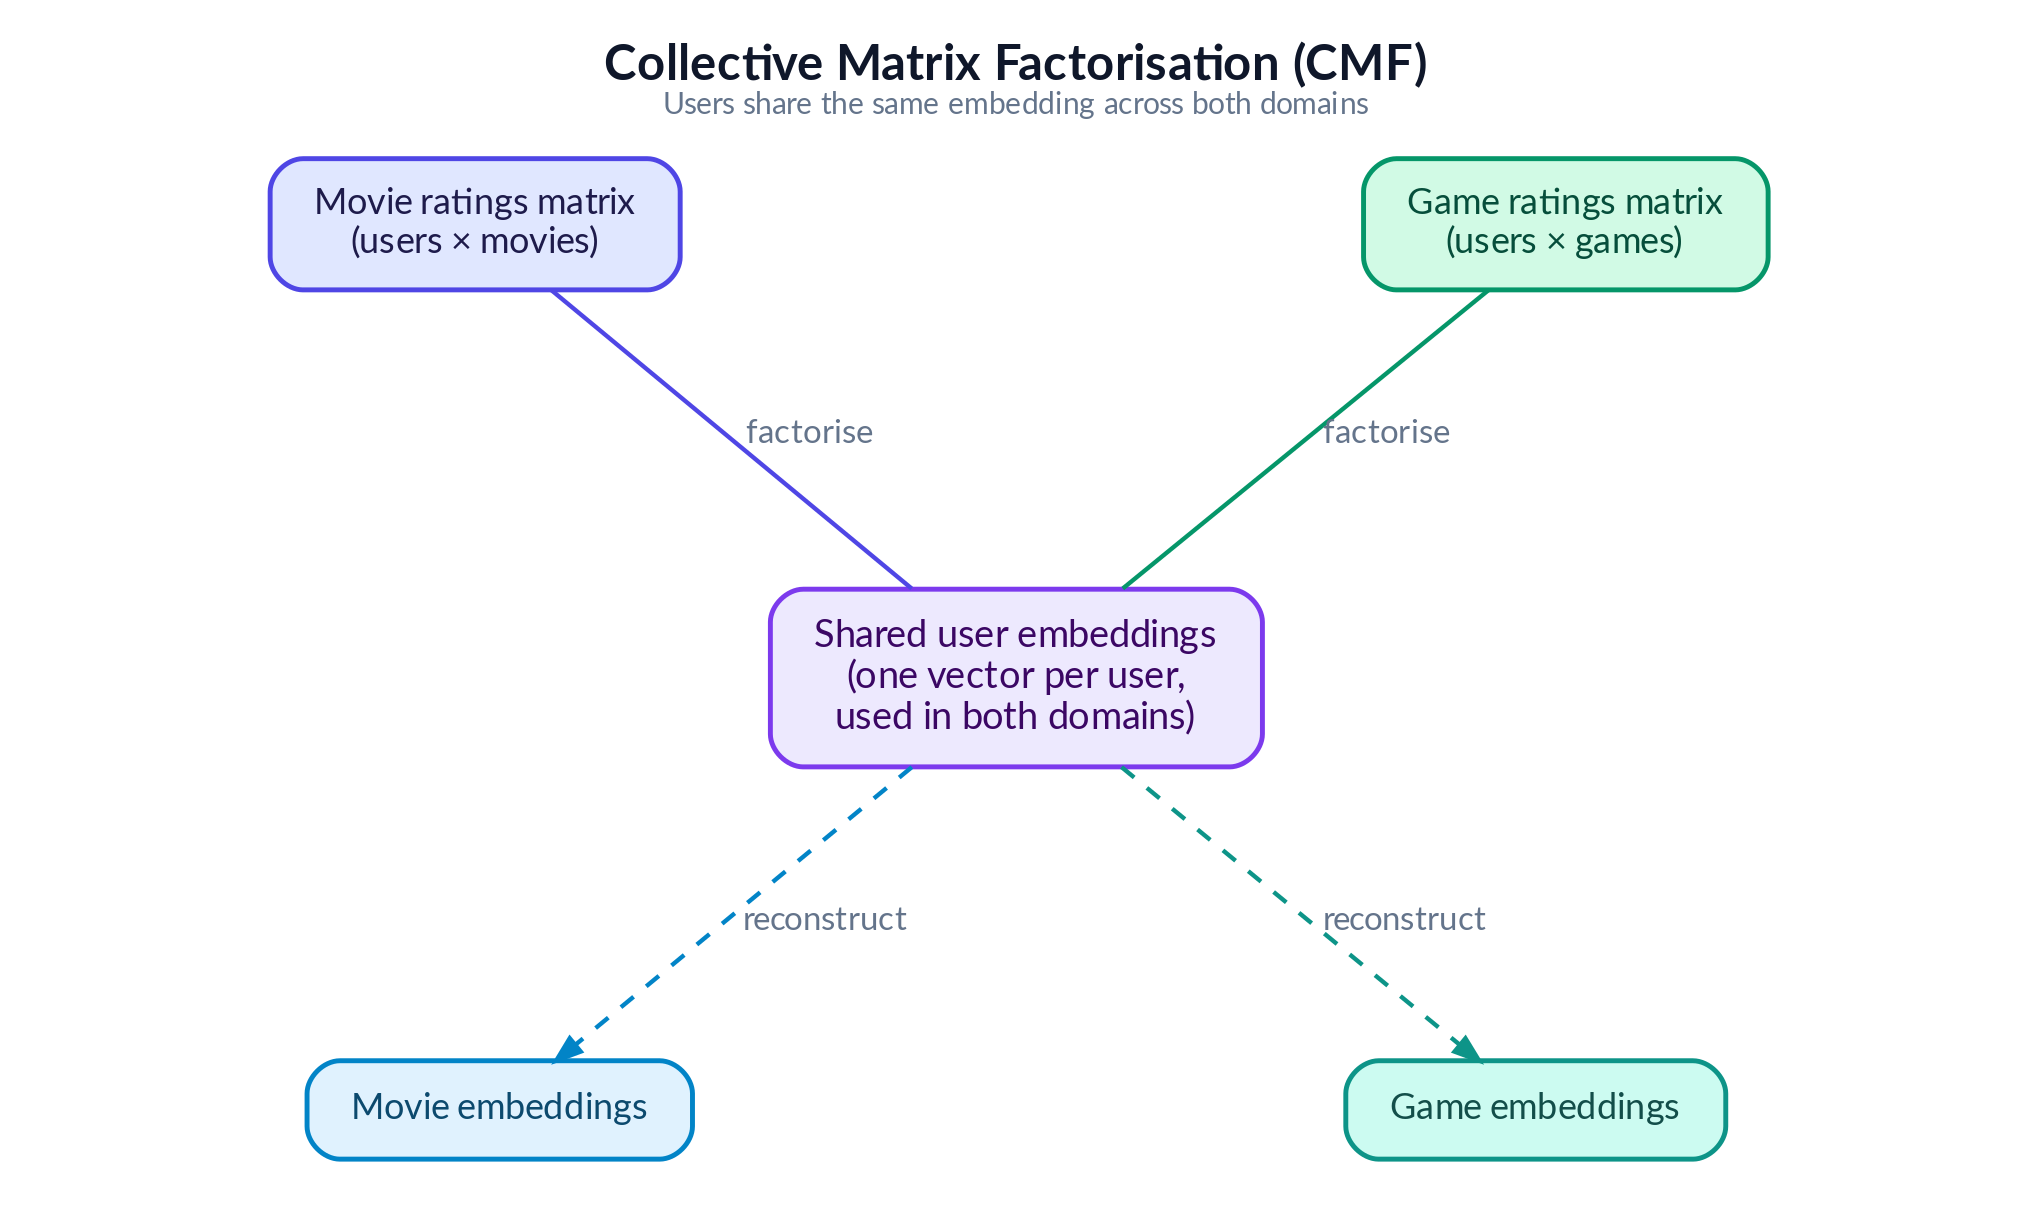 Collective Matrix Factorisation (CMF)
Users share the same embedding across both domains
Movie ratings matrix
(users × movies)
Game ratings matrix
(users × games)
factorise
factorise
Shared user embeddings
(one vector per user,
used in both domains)
reconstruct
reconstruct
Movie embeddings
Game embeddings